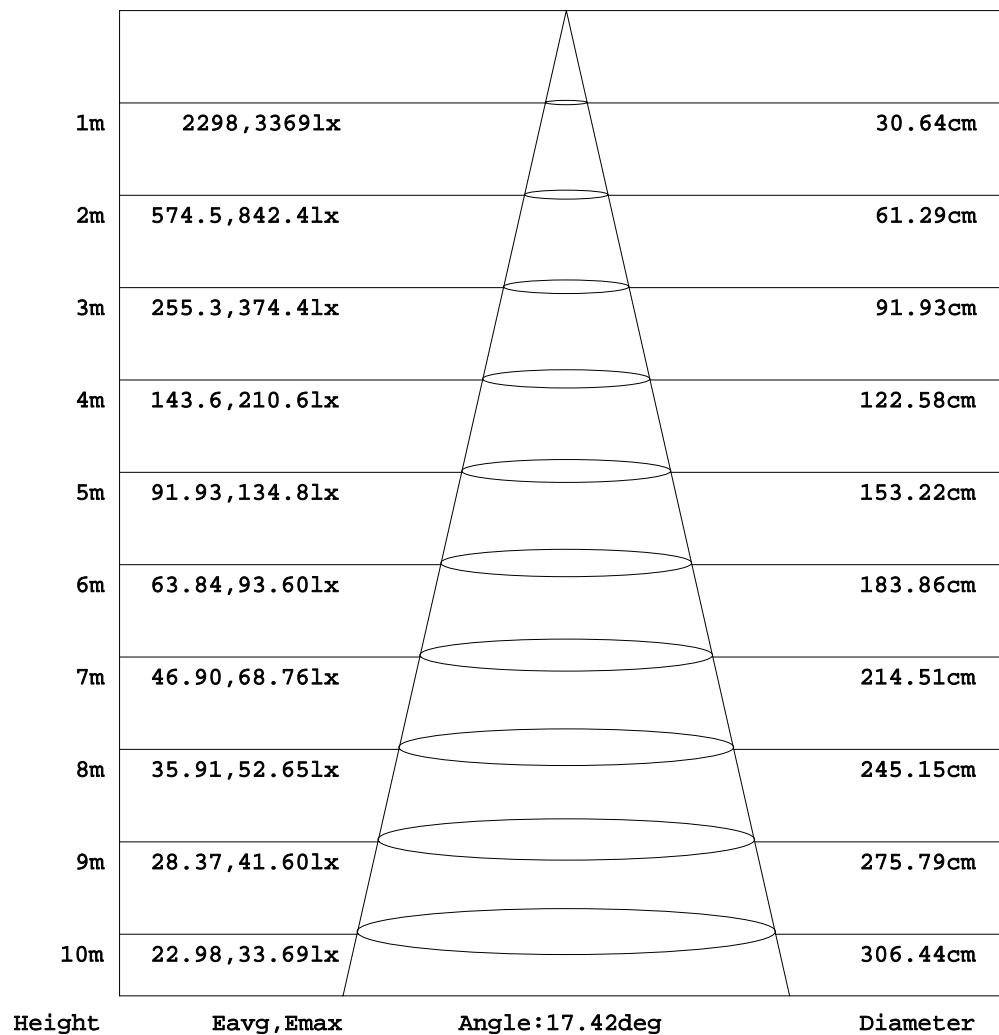 1m 2298,3369lx 30.64cm
2m 574.5,842.4lx 61.29cm
3m 255.3,374.4lx 91.93cm
4m 143.6,210.6lx 122.58cm
5m 91.93,134.8lx 153.22cm
6m 63.84,93.60lx 183.86cm
7m 46.90,68.76lx 214.51cm
8m 35.91,52.65lx 245.15cm
9m 28.37,41.60lx 275.79cm
10m 22.98,33.69lx 306.44cm
Height Eavg,Emax Angle:17.42deg Diameter